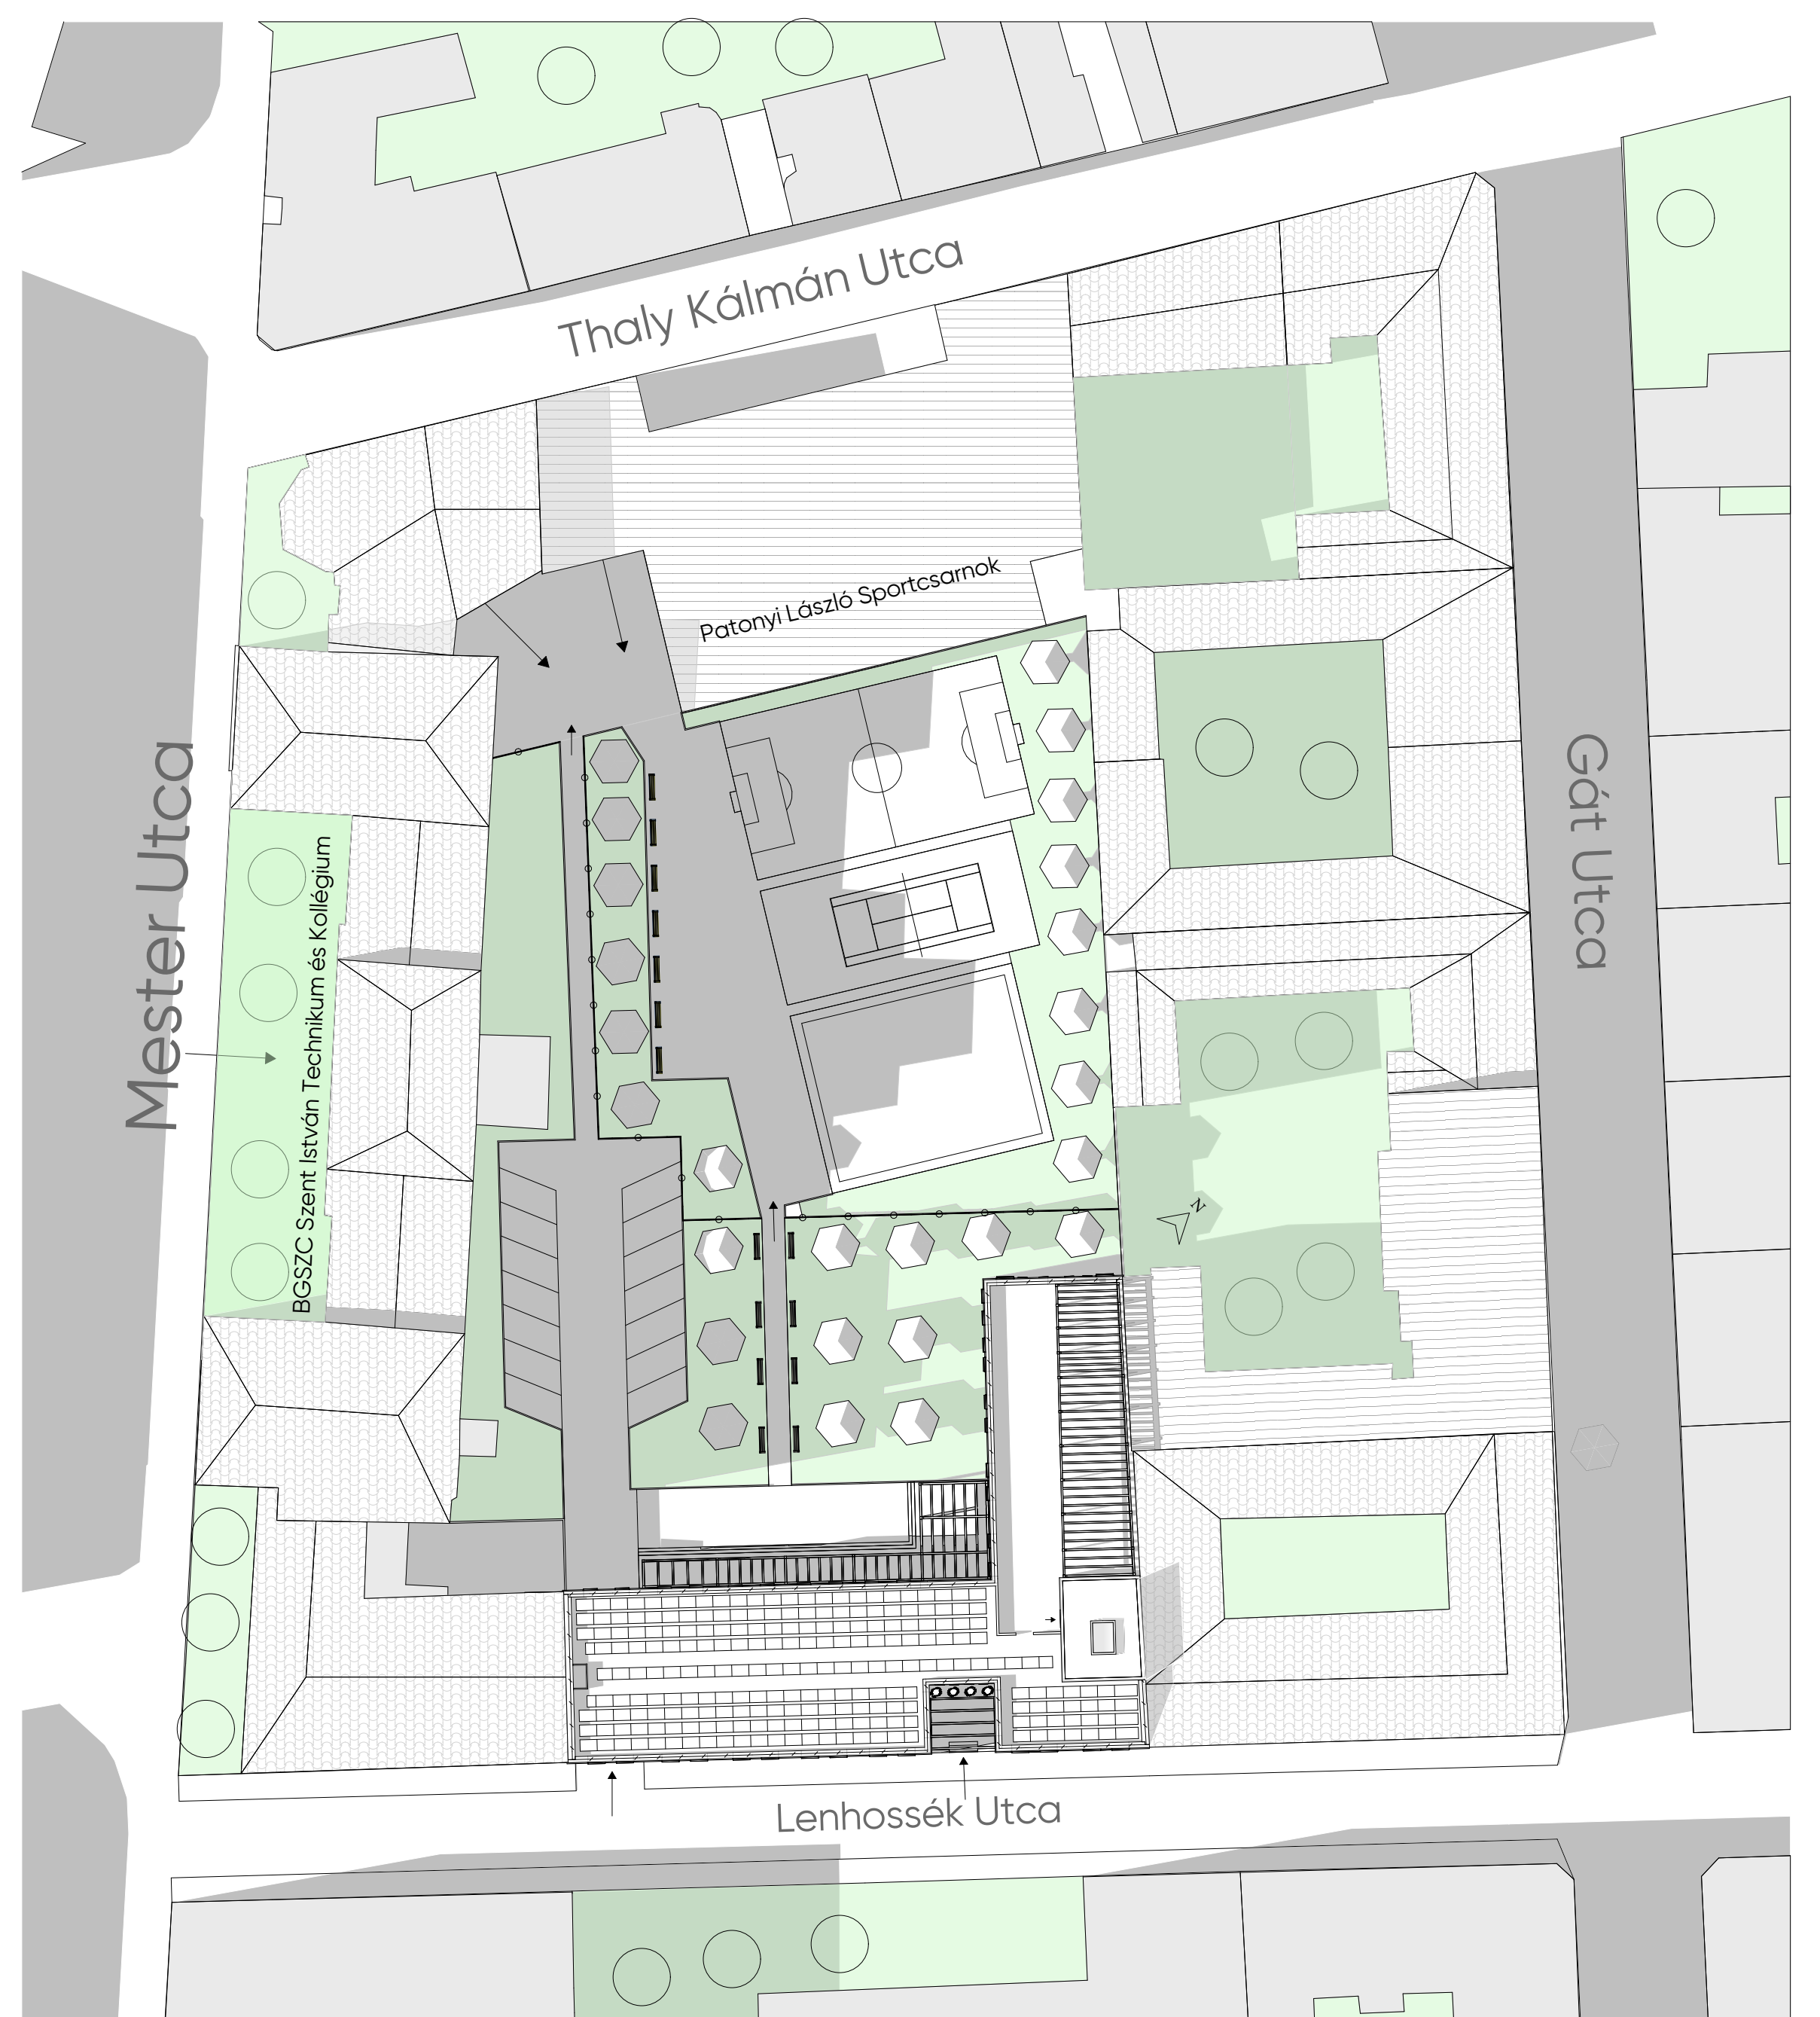 Thaly Kálmán Utca
Patonyi László Sportcsarnok
Mester Utca
BGSZC Szent István Technikum és Kollégium
Gát Utca
N
Lenhossék Utca